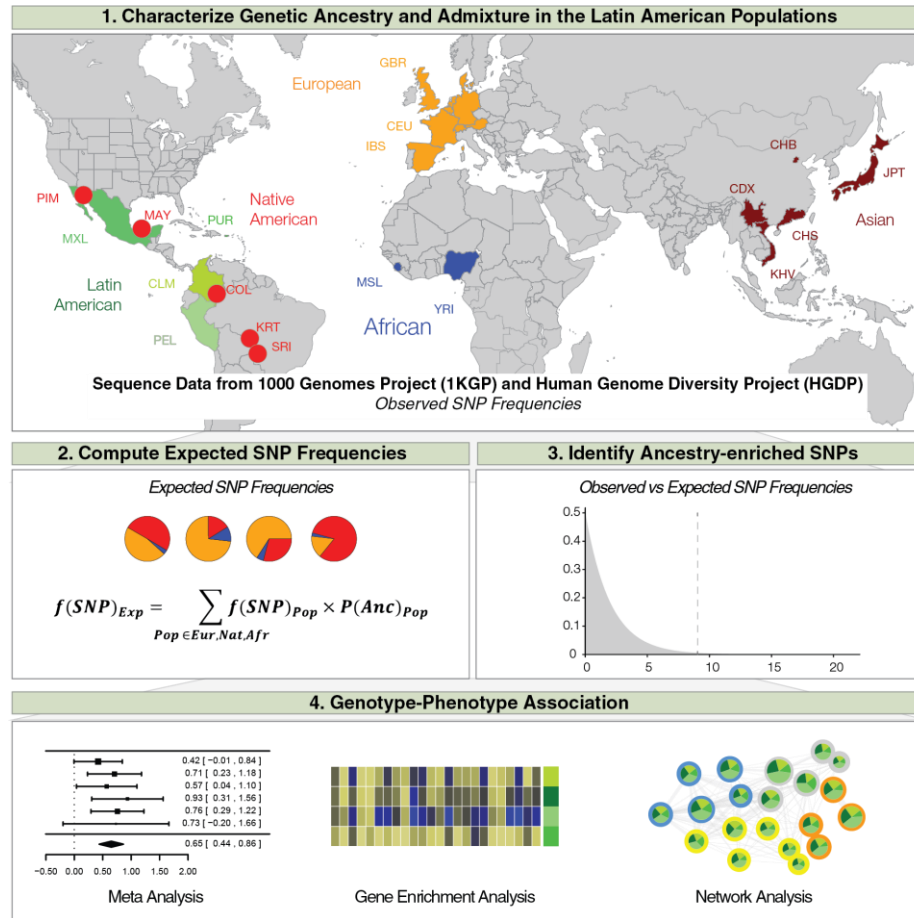 1. Characterize Genetic Ancestry and Admixture in the Latin American Populations
GBR
European
CEU
IBS
CHB
JPT
CDX
Asian
CHS
KHV
PIM
Native
American
MAY
PUR
MXL
CLM
COL
Latin
American
MSL
YRI
African
PEL
KRT
SRI
Sequence Data from 1000 Genomes Project (1KGP) and Human Genome Diversity Project (HGDP)
Observed SNP Frequencies
2. Compute Expected SNP Frequencies
Expected SNP Frequencies
f(SNP)Exp = ∑ f(SNP)Pop × P(Anc)Pop
Pop ∈Eur,Nat,Afr
3. Identify Ancestry-enriched SNPs
Observed vs Expected SNP Frequencies
0.5
0.4
0.3
0.2
0.1
0
0 5 10 15 20
4. Genotype-Phenotype Association
0.42 [ -0.01 , 0.84 ]
0.71 [ 0.23 , 1.18 ]
0.57 [ 0.04 , 1.10 ]
0.93 [ 0.31 , 1.56 ]
0.76 [ 0.29 , 1.22 ]
0.73 [ -0.20 , 1.66 ]
0.65 [ 0.44 , 0.86 ]
-0.50 0.00 0.50 1.00 1.50 2.00
Meta Analysis
Gene Enrichment Analysis
Network Analysis